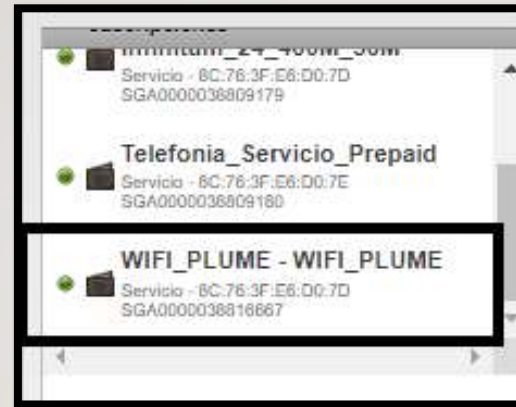 Servicio - 8C:76:3F:E6:D0:7D
SGA0000038809179
Telefonia_Servicio_Prepaid
Servicio - 8C:76:3F:E6:D0:7E
SGA0000038809180
WIFI_PLUME - WIFI_PLUME
Servicio - 8C:76:3F:E6:D0:7D
SGA0000038816667